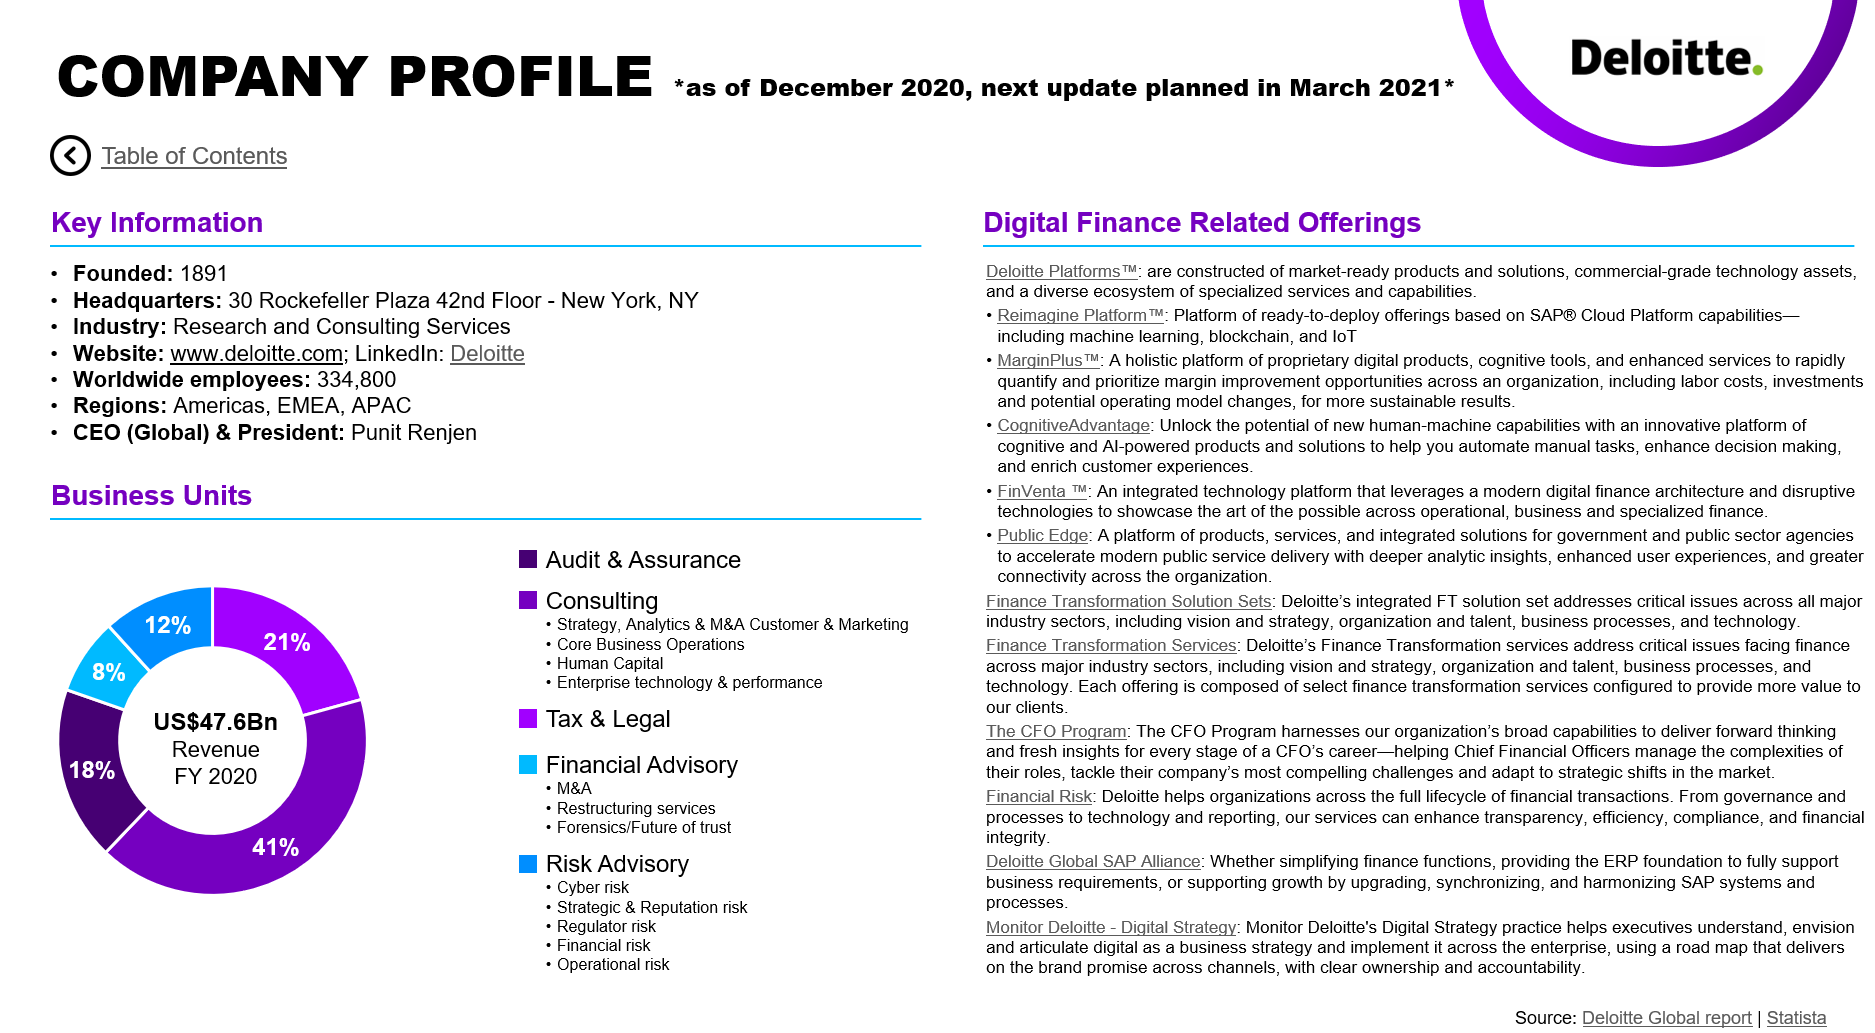 COMPANY PROFILE *as of December 2020, next update planned in March 2021*
Deloitte.
Table of Contents
Key Information
• Founded: 1891
• Headquarters: 30 Rockefeller Plaza 42nd Floor - New York, NY
• Industry: Research and Consulting Services
• Website: www.deloitte.com; LinkedIn: Deloitte
• Worldwide employees: 334,800
• Regions: Americas, EMEA, APAC
• CEO (Global) & President: Punit Renjen
Business Units
12%
21%
8%
18%
41%
US$47.6Bn
Revenue
FY 2020
Audit & Assurance
Consulting
• Strategy, Analytics & M&A Customer & Marketing
• Core Business Operations
• Human Capital
• Enterprise technology & performance
Tax & Legal
Financial Advisory
• M&A
• Restructuring services
• Forensics/Future of trust
Risk Advisory
• Cyber risk
• Strategic & Reputation risk
• Regulator risk
• Financial risk
• Operational risk
Digital Finance Related Offerings
Deloitte Platforms™: are constructed of market-ready products and solutions, commercial-grade technology assets,
and a diverse ecosystem of specialized services and capabilities.
• Reimagine Platform™: Platform of ready-to-deploy offerings based on SAP® Cloud Platform capabilities—
including machine learning, blockchain, and IoT
• MarginPlus™: A holistic platform of proprietary digital products, cognitive tools, and enhanced services to rapidly
quantify and prioritize margin improvement opportunities across an organization, including labor costs, investments
and potential operating model changes, for more sustainable results.
• CognitiveAdvantage: Unlock the potential of new human-machine capabilities with an innovative platform of
cognitive and AI-powered products and solutions to help you automate manual tasks, enhance decision making,
and enrich customer experiences.
• FinVenta ™: An integrated technology platform that leverages a modern digital finance architecture and disruptive
technologies to showcase the art of the possible across operational, business and specialized finance.
• Public Edge: A platform of products, services, and integrated solutions for government and public sector agencies
to accelerate modern public service delivery with deeper analytic insights, enhanced user experiences, and greater
connectivity across the organization.
Finance Transformation Solution Sets: Deloitte’s integrated FT solution set addresses critical issues across all major
industry sectors, including vision and strategy, organization and talent, business processes, and technology.
Finance Transformation Services: Deloitte’s Finance Transformation services address critical issues facing finance
across major industry sectors, including vision and strategy, organization and talent, business processes, and
technology. Each offering is composed of select finance transformation services configured to provide more value to
our clients.
The CFO Program: The CFO Program harnesses our organization’s broad capabilities to deliver forward thinking
and fresh insights for every stage of a CFO’s career—helping Chief Financial Officers manage the complexities of
their roles, tackle their company’s most compelling challenges and adapt to strategic shifts in the market.
Financial Risk: Deloitte helps organizations across the full lifecycle of financial transactions. From governance and
processes to technology and reporting, our services can enhance transparency, efficiency, compliance, and financial
integrity.
Deloitte Global SAP Alliance: Whether simplifying finance functions, providing the ERP foundation to fully support
business requirements, or supporting growth by upgrading, synchronizing, and harmonizing SAP systems and
processes.
Monitor Deloitte - Digital Strategy: Monitor Deloitte's Digital Strategy practice helps executives understand, envision
and articulate digital as a business strategy and implement it across the enterprise, using a road map that delivers
on the brand promise across channels, with clear ownership and accountability.
Source: Deloitte Global report | Statista